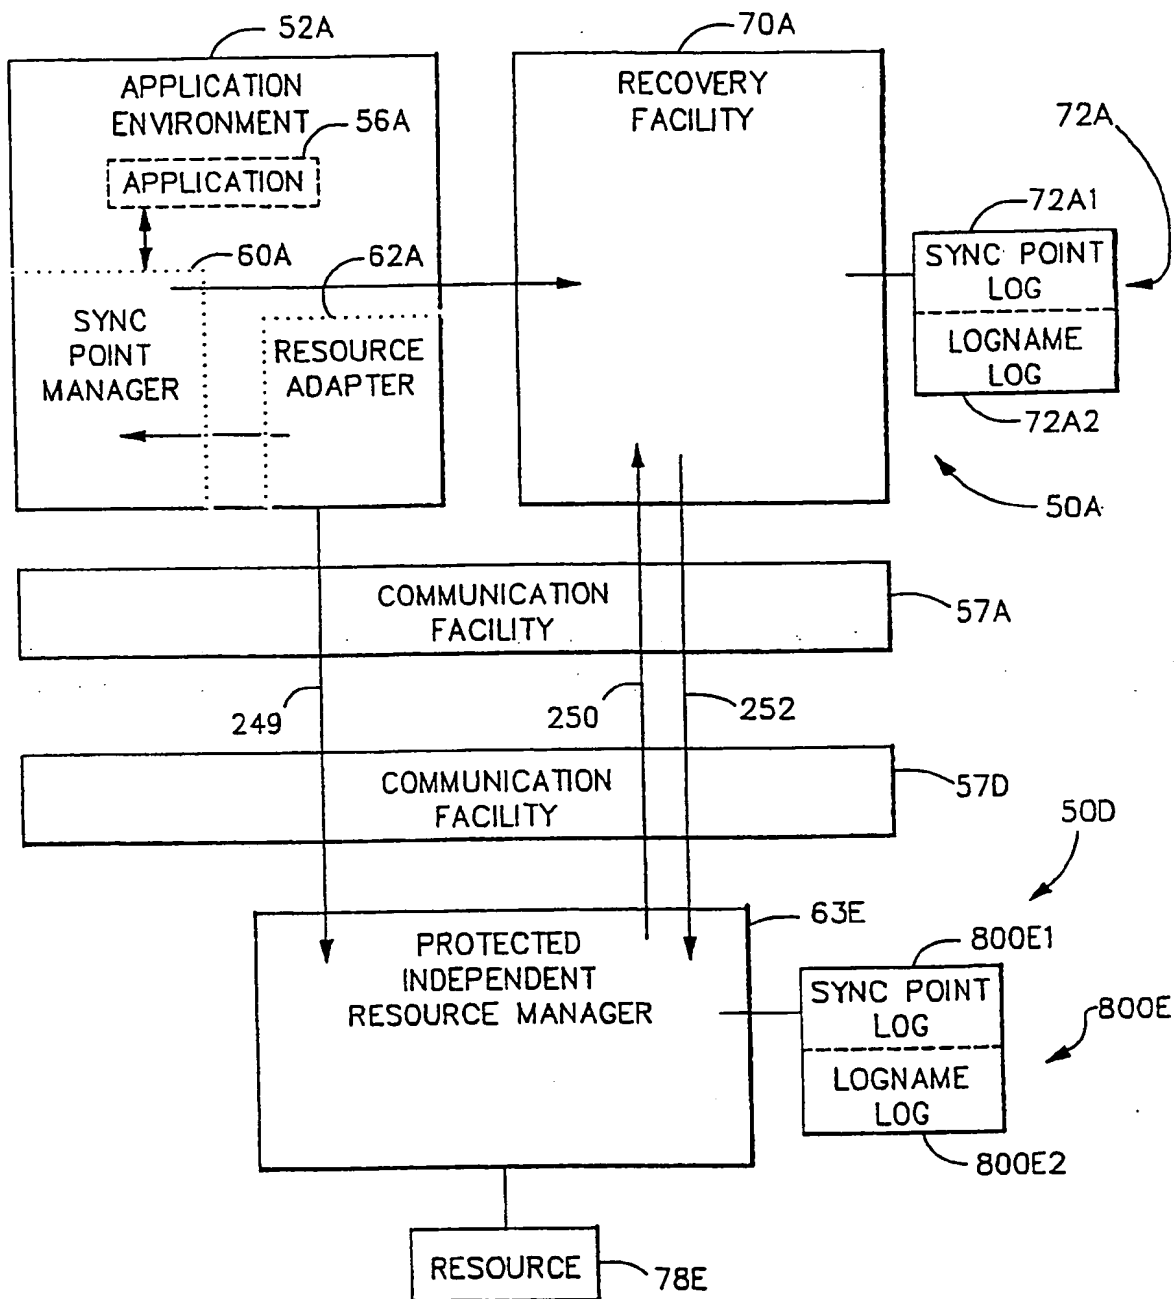 52A
70A
APPLICATION
ENVIRONMENT
56A
APPLICATION
RECOVERY
FACILITY
72A
72A1
60A
62A
SYNC POINT
LOG
SYNC
POINT
MANAGER
RESOURCE
ADAPTER
LOGNAME
LOG
72A2
50A
COMMUNICATION
FACILITY
57A
249
250
252
COMMUNICATION
FACILITY
57D
50D
63E
PROTECTED
INDEPENDENT
RESOURCE MANAGER
800E1
SYNC POINT
LOG
800E
LOGNAME
LOG
800E2
RESOURCE
78E